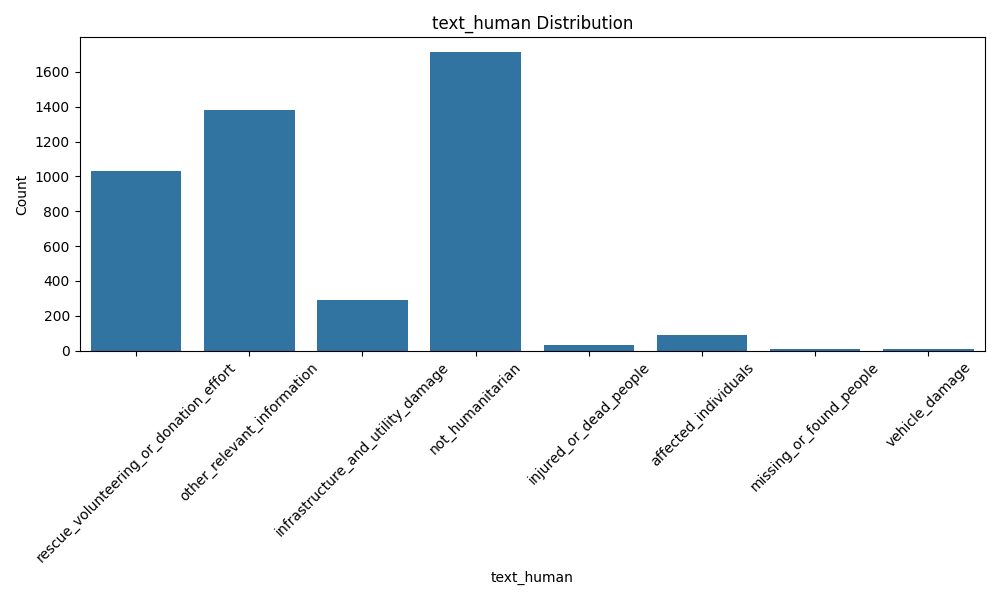 text_human Distribution
Count
1600
1400
1200
1000
800
600
400
200
0
rescue_volunteering_or_donation_effort
other_relevant_information
infrastructure_and_utility_damage
not_humanitarian
injured_or_dead_people
affected_individuals
missing_or_found_people
vehicle_damage
text_human